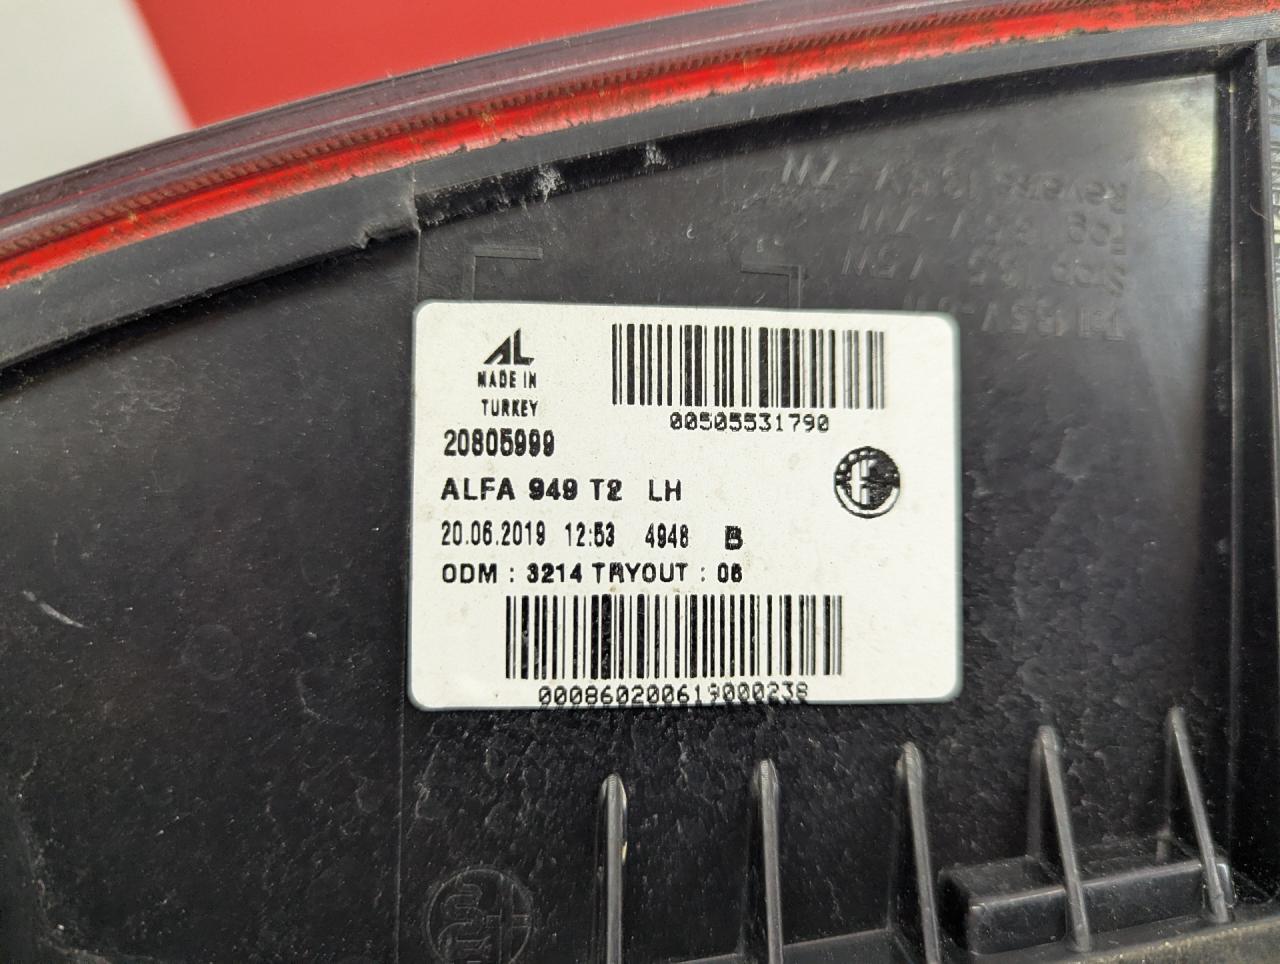 AL
MADE IN
TURKEY
00505531790
20805999
ALFA 949 T2 LH
20.06.2019 12:53 4948 B
ODM : 3214 TRYOUT : 06
000860200619000238